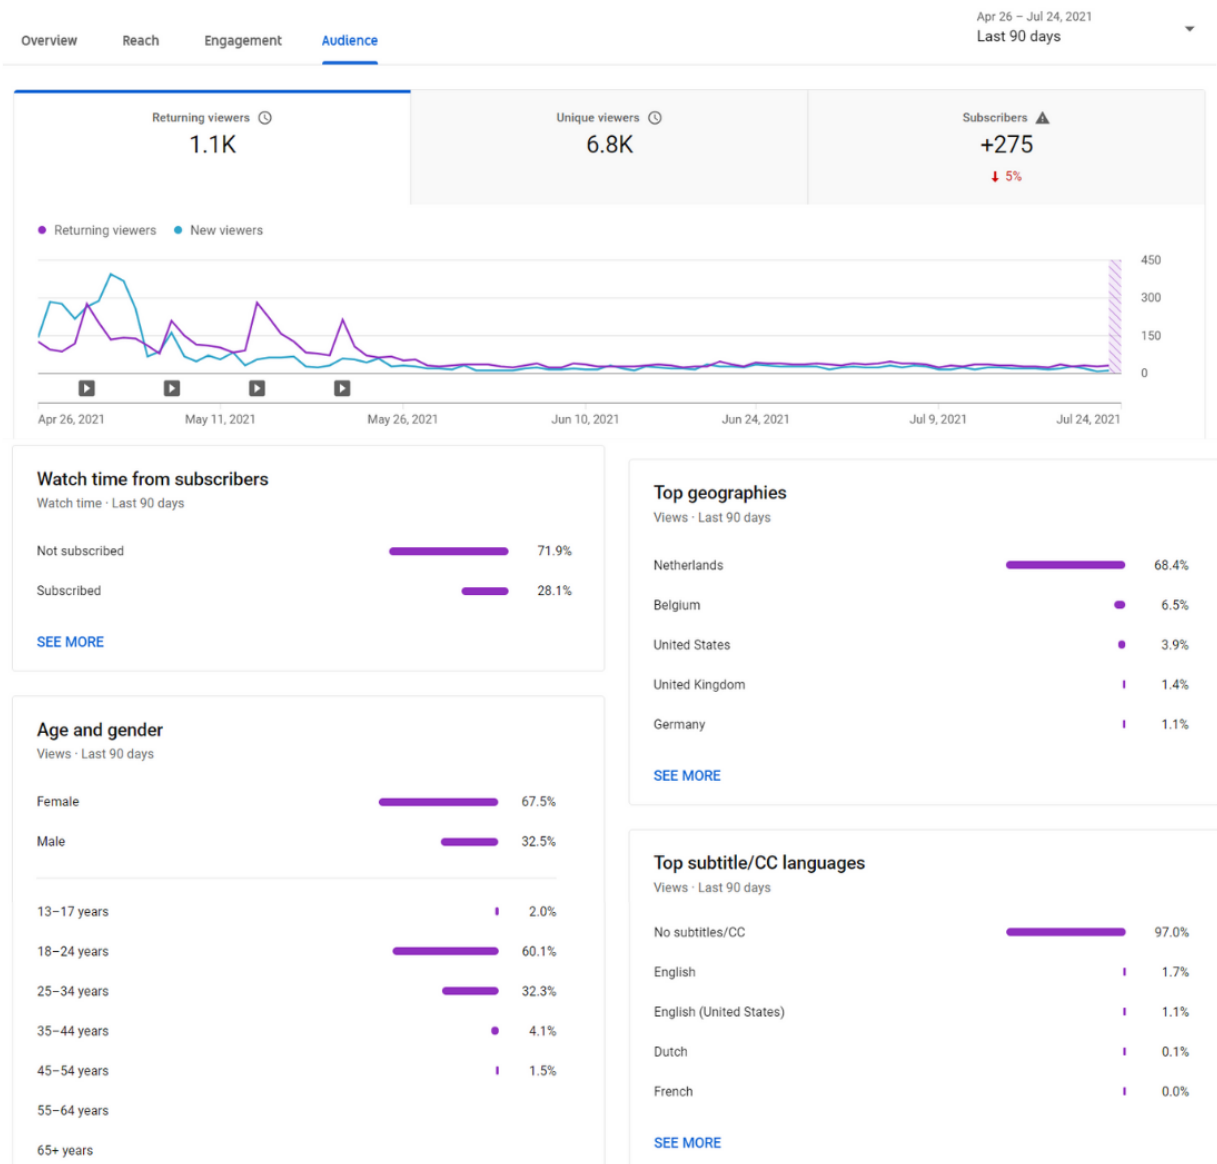 Apr 26 – Jul 24, 2021
Overview Reach Engagement Audience Last 90 days
Returning viewers Unique viewers Subscribers
1.1K 6.8K +275
5%
Returning viewers New viewers
450
300
150
0
Apr 26, 2021 May 11, 2021 May 26, 2021 Jun 10, 2021 Jun 24, 2021 Jul 9, 2021 Jul 24, 2021
Watch time from subscribers
Watch time · Last 90 days
Not subscribed 71.9%
Subscribed 28.1%
SEE MORE
Age and gender
Views · Last 90 days
Female 67.5%
Male 32.5%
13–17 years 2.0%
18–24 years 60.1%
25–34 years 32.3%
35–44 years 4.1%
45–54 years 1.5%
55–64 years
65+ years
Top geographies
Views · Last 90 days
Netherlands 68.4%
Belgium 6.5%
United States 3.9%
United Kingdom 1.4%
Germany 1.1%
SEE MORE
Top subtitle/CC languages
Views · Last 90 days
No subtitles/CC 97.0%
English 1.7%
English (United States) 1.1%
Dutch 0.1%
French 0.0%
SEE MORE